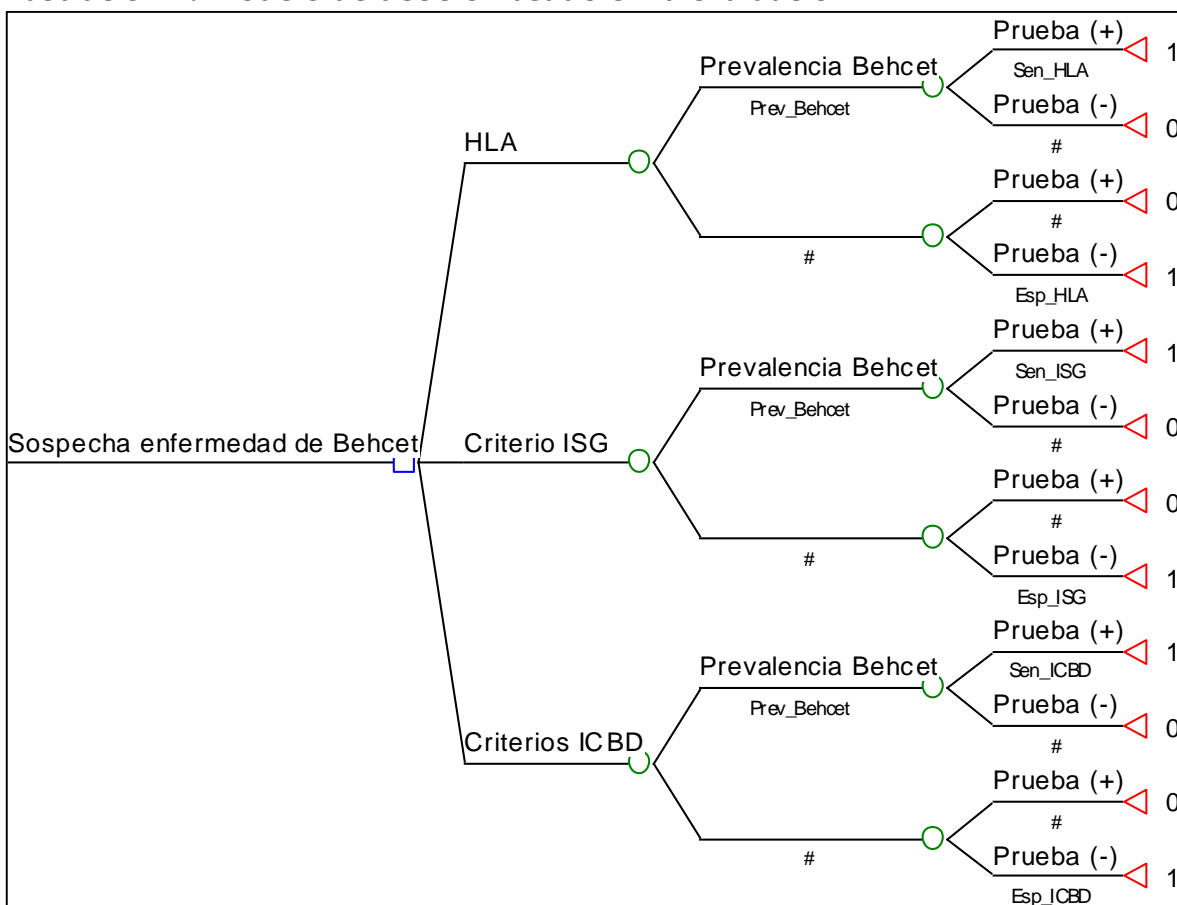 Prueba (+)
1
Sen_HLA
Prevalencia Behcet
Prev_Behcet
Prueba (-)
0
#
HLA
Prueba (+)
0
#
#
Prueba (-)
1
Esp_HLA
Prueba (+)
1
Sen_ISG
Prevalencia Behcet
Prev_Behcet
Prueba (-)
0
#
Sospecha enfermedad de Behcet
Criterio ISG
Prueba (+)
0
#
#
Prueba (-)
1
Esp_ISG
Prueba (+)
1
Sen_ICBD
Prevalencia Behcet
Prev_Behcet
Prueba (-)
0
#
Criterios ICBD
Prueba (+)
0
#
#
Prueba (-)
1
Esp_ICBD